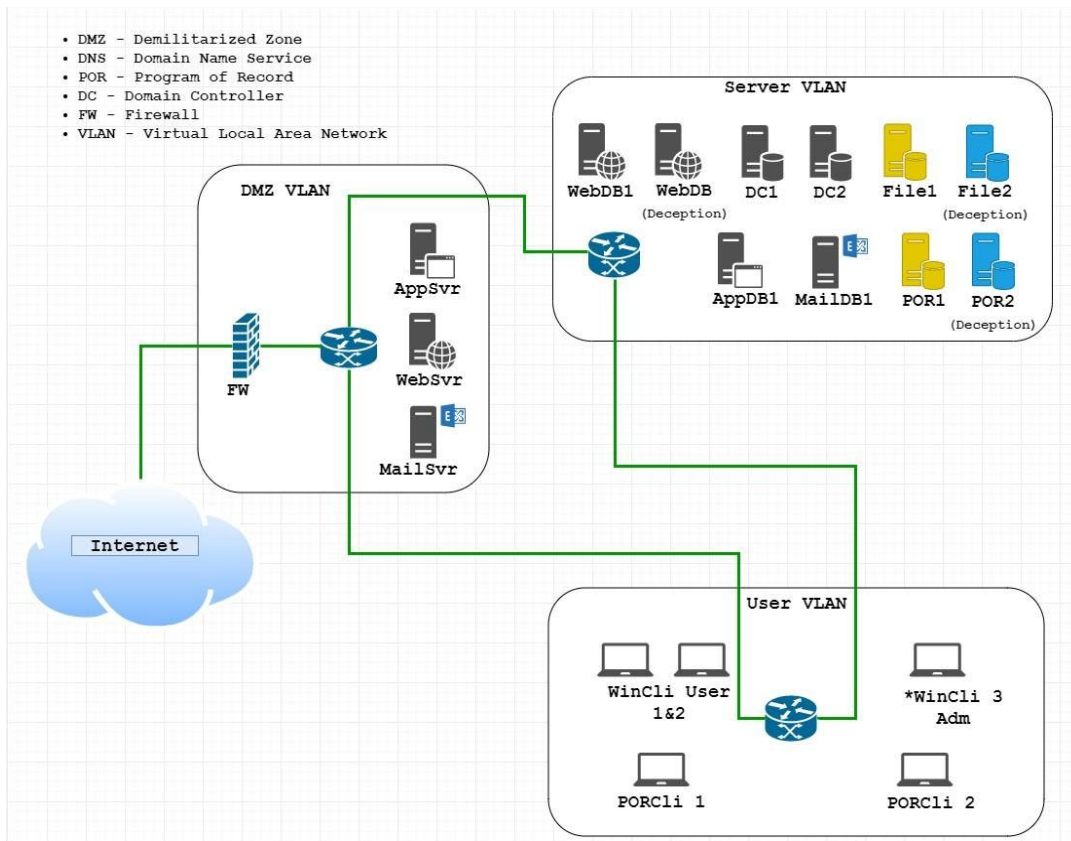 • DMZ - Demilitarized Zone
• DNS - Domain Name Service
• POR - Program of Record
• DC - Domain Controller
• FW - Firewall
• VLAN - Virtual Local Area Network
Server VLAN
WebDB1
WebDB
(Deception)
DC1
DC2
File1
File2
(Deception)
AppDB1
MailDB1
POR1
POR2
(Deception)
DMZ VLAN
AppSvr
WebSvr
MailSvr
FW
Internet
User VLAN
WinCli User
1&2
*WinCli 3
Adm
PORCli 1
PORCli 2
E
E